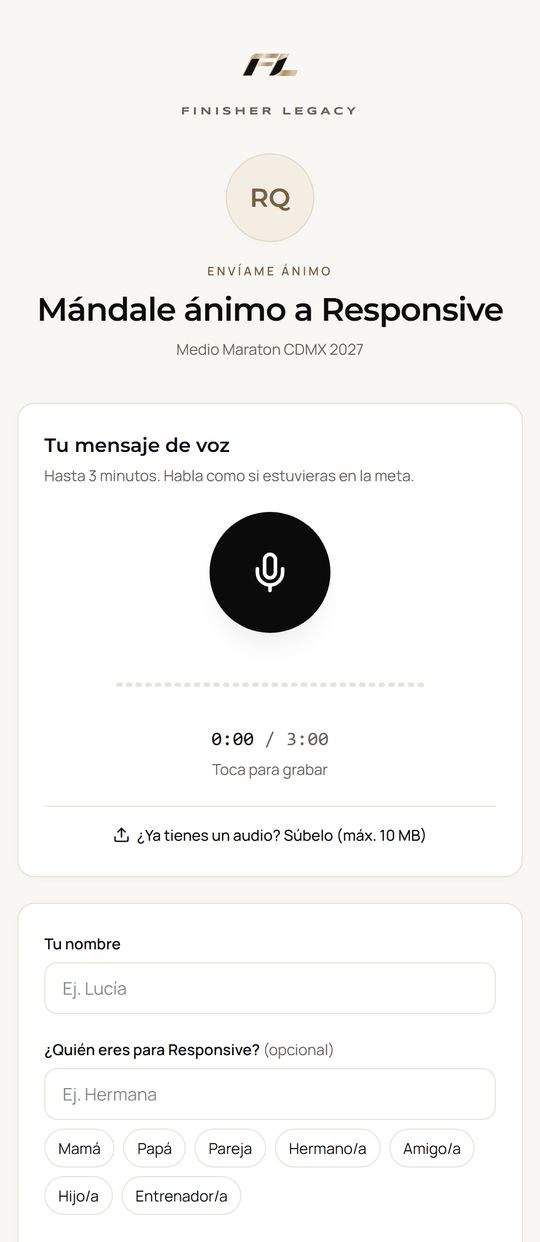 FL
FINISHER LEGACY
RQ
ENVÍAME ÁNIMO
Mándale ánimo a Responsive
Medio Maraton CDMX 2027
Tu mensaje de voz
Hasta 3 minutos. Habla como si estuvieras en la meta.
0:00 / 3:00
Toca para grabar
¿Ya tienes un audio? Súbelo (máx. 10 MB)
Tu nombre
Ej. Lucía
¿Quién eres para Responsive? (opcional)
Ej. Hermana
Mamá Papá Pareja Hermano/a Amigo/a
Hijo/a Entrenador/a